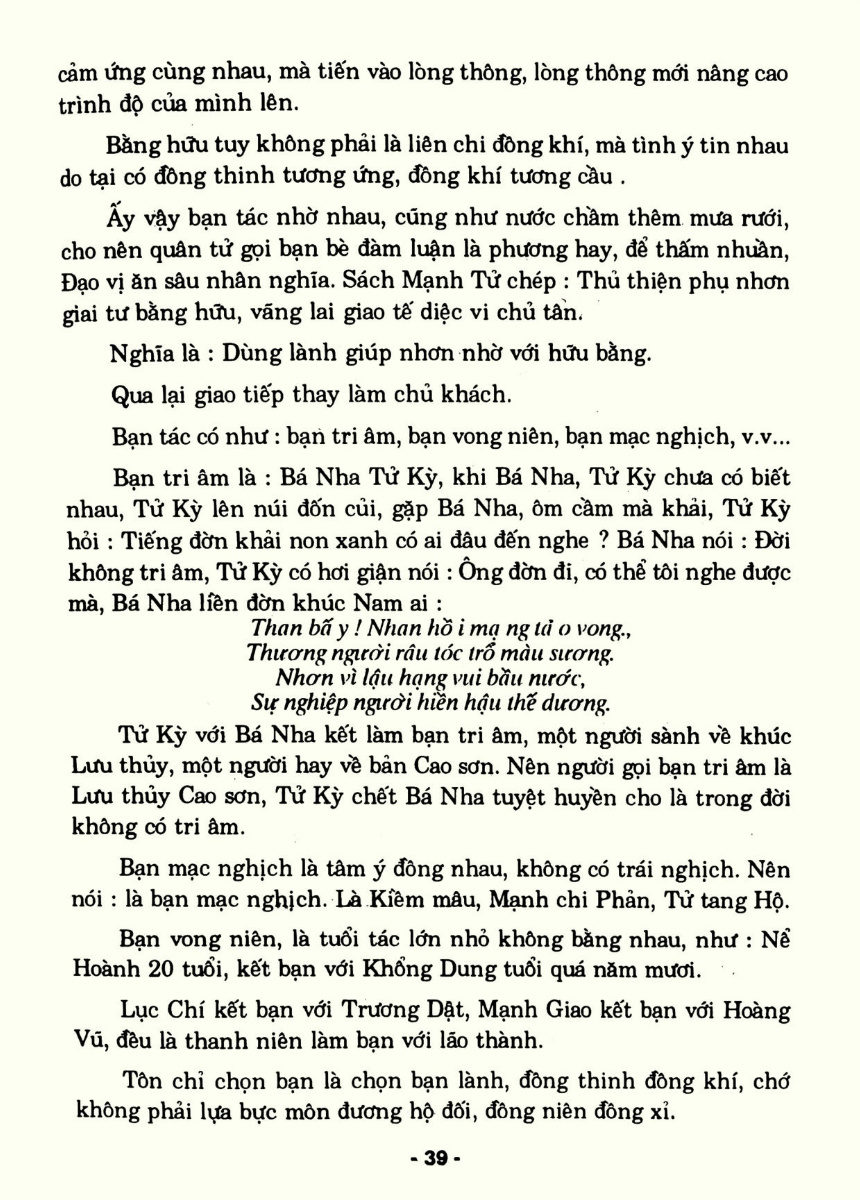 cảm ứng cùng nhau, mà tiến vào lòng thông, lòng thông mới nâng cao
trình độ của mình lên.
Bằng hữu tuy không phải là liên chi đồng khí, mà tình ý tin nhau
do tại có đồng thinh tương ứng, đồng khí tương cầu .
Ấy vậy bạn tác nhờ nhau, cũng như nước chằm thêm mưa rưới,
cho nên quân tử gọi bạn bè đàm luận là phương hay, để thấm nhuần,
Đạo vị ăn sâu nhân nghĩa. Sách Mạnh Tử chép : Thủ thiện phụ nhơn
giai tư bằng hữu, vãng lai giao tế diệc vi chủ tân.
Nghĩa là : Dùng lành giúp nhơn nhờ với hữu bằng.
Qua lại giao tiếp thay làm chủ khách.
Bạn tác có như : bạn tri âm, bạn vong niên, bạn mạc nghịch, v.v...
Bạn tri âm là : Bá Nha Tử Kỳ, khi Bá Nha, Tử Kỳ chưa có biết
nhau, Tử Kỳ lên núi đốn củi, gặp Bá Nha, ôm cầm mà khải, Tử Kỳ
hỏi : Tiếng đờn khải non xanh có ai đâu đến nghe ? Bá Nha nói : Đời
không tri âm, Tử Kỳ có hơi giận nói : Ông đờn đi, có thể tôi nghe được
mà, Bá Nha liền đờn khúc Nam ai :
Than bấ y ! Nhan hồ i mạ ng tả o vong.,
Thương người râu tóc trổ màu sương.
Nhơn vì lậu hạng vui bầu nước,
Sự nghiệp người hiền hậu thế dương.
Tử Kỳ với Bá Nha kết làm bạn tri âm, một người sành về khúc
Lưu thủy, một người hay về bản Cao sơn. Nên người gọi bạn tri âm là
Lưu thủy Cao sơn, Tử Kỳ chết Bá Nha tuyệt huyền cho là trong đời
không có tri âm.
Bạn mạc nghịch là tâm ý đồng nhau, không có trái nghịch. Nên
nói : là bạn mạc nghịch. Là Kiềm mâu, Mạnh chi Phản, Tử tang Hộ.
Bạn vong niên, là tuổi tác lớn nhỏ không bằng nhau, như : Nể
Hoành 20 tuổi, kết bạn với Khổng Dung tuổi quá năm mươi.
Lục Chí kết bạn với Trương Dật, Mạnh Giao kết bạn với Hoàng
Vũ, đều là thanh niên làm bạn với lão thành.
Tôn chỉ chọn bạn là chọn bạn lành, đồng thinh đồng khí, chớ
không phải lựa bực môn đương hộ đối, đồng niên đồng xỉ.
- 39 -